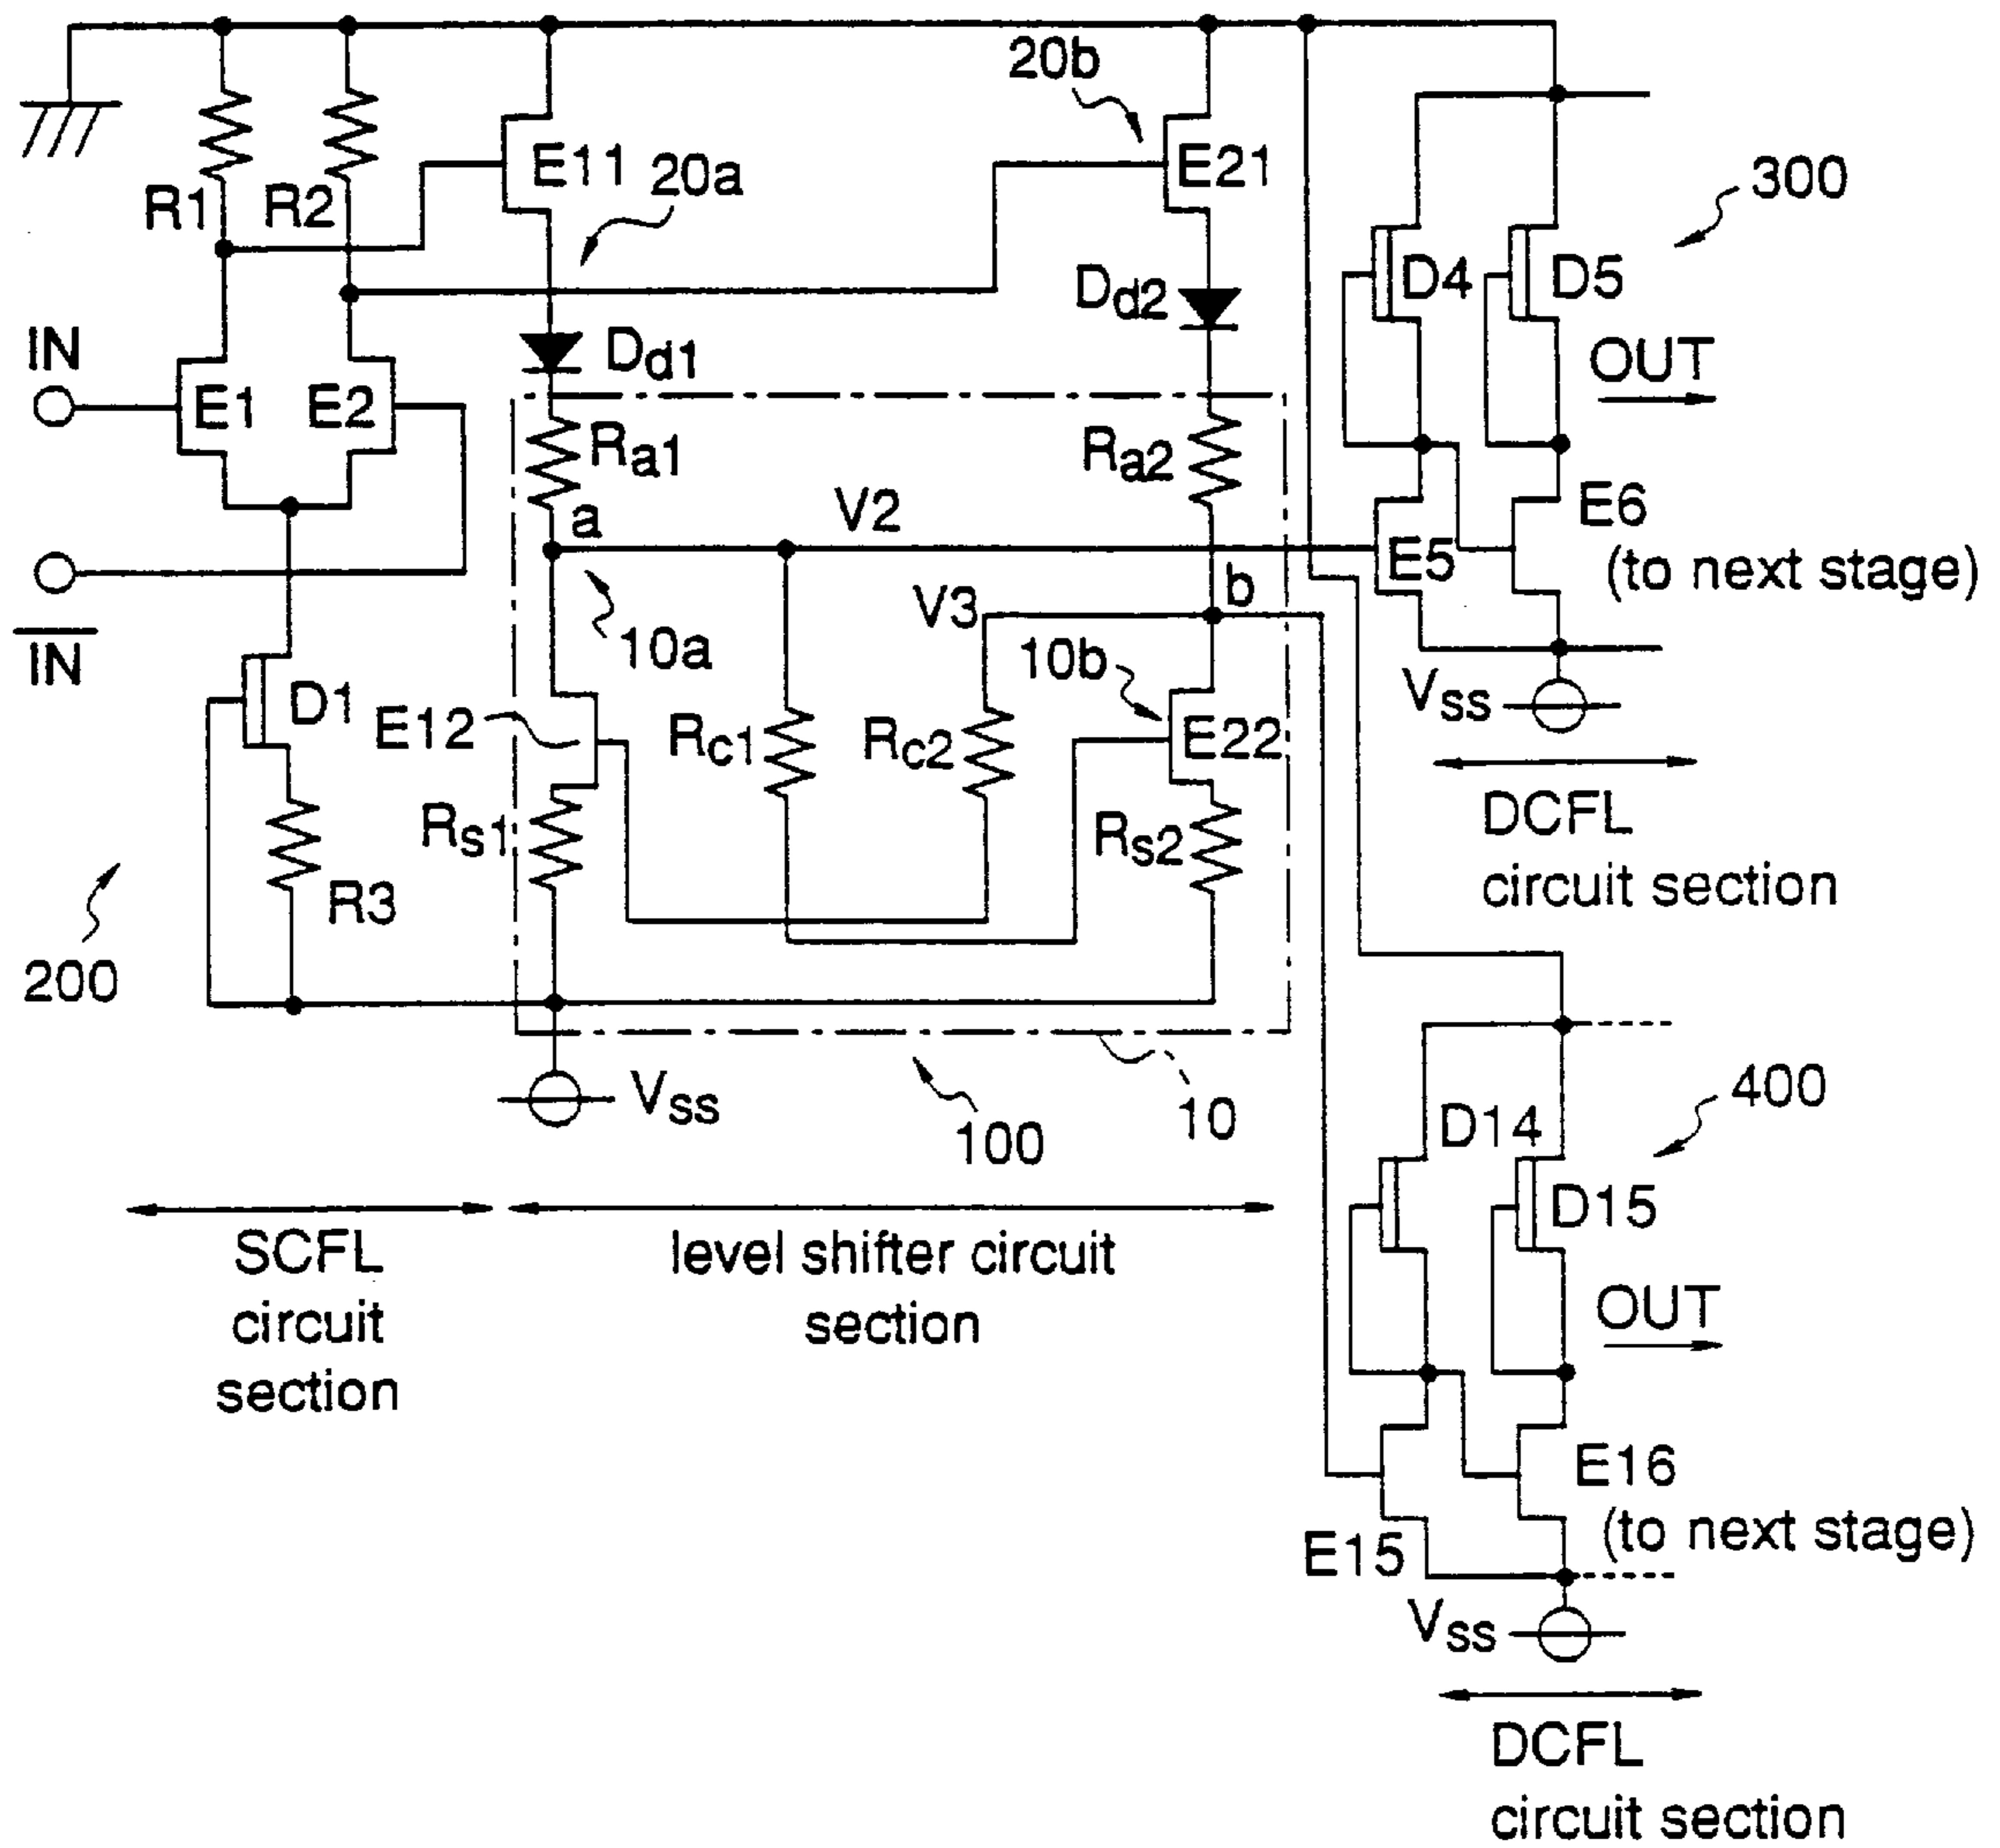 20b
E11
E21
20a
300
R1
R2
D4
D5
Dd2
IN
Dd1
OUT
E1
E2
Ra1
Ra2
V2
a
E6
E5
(to next stage)
b
V3
IN
10a
10b
Vss
D1
E12
Rc1
Rc2
E22
DCFL
circuit section
Rs1
Rs2
R3
200
Vss
10
100
400
D14
D15
SCFL
circuit
section
level shifter circuit
section
OUT
E16
(to next stage)
E15
Vss
DCFL
circuit section